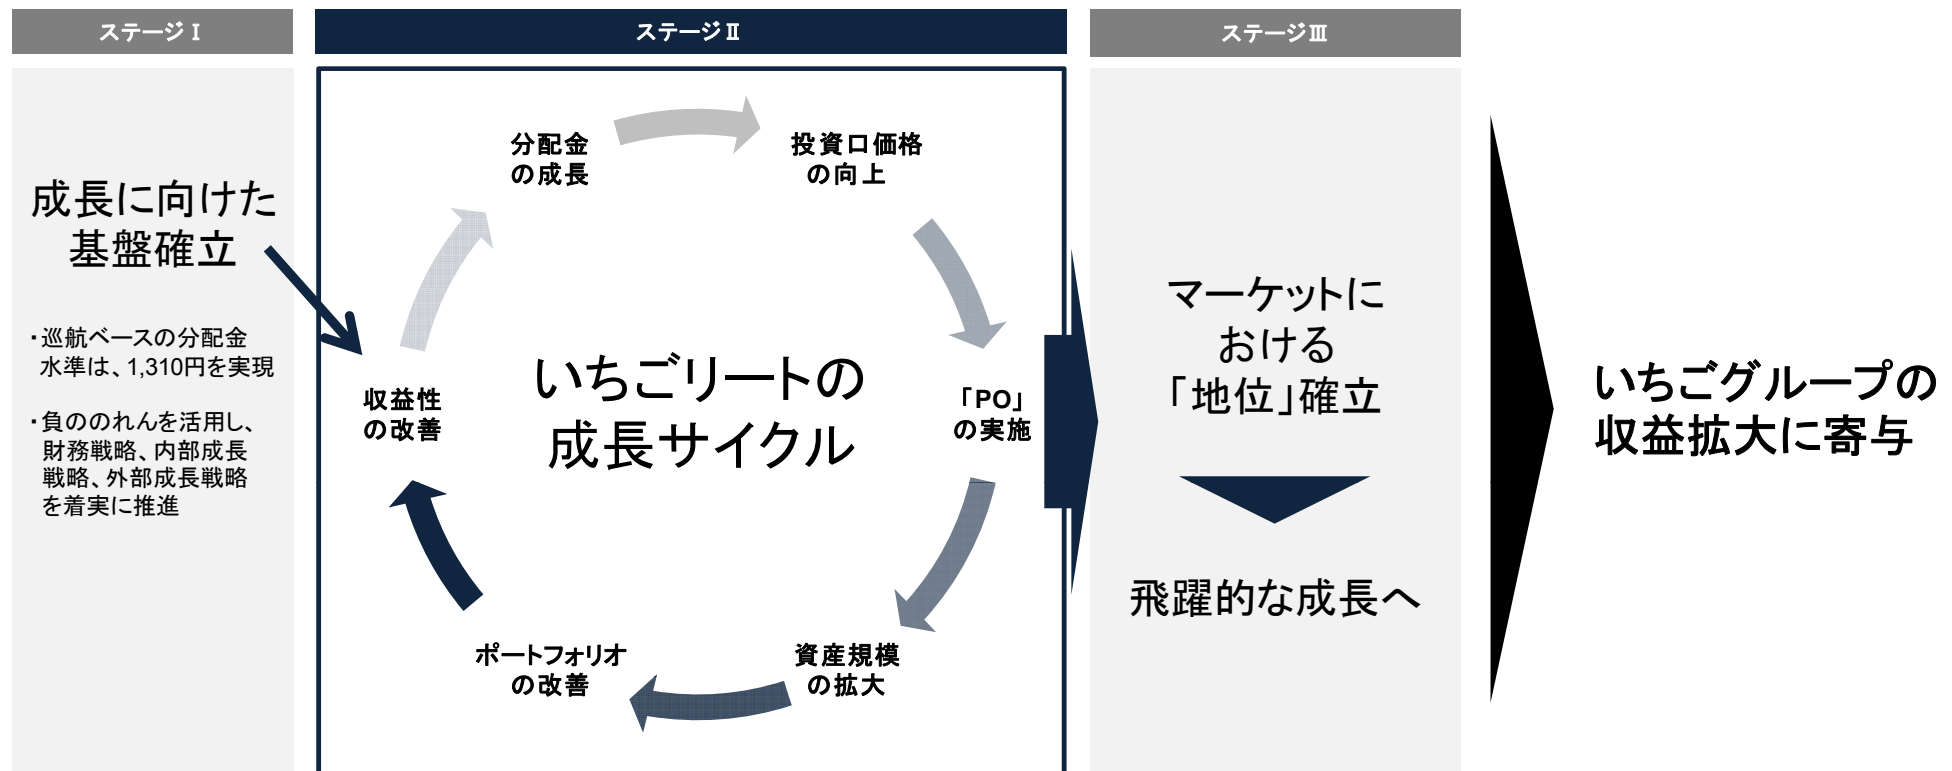 ステージⅠ
成長に向けた
基盤確立
・巡航ベースの分配金
水準は、1,310円を実現
・負ののれんを活用し、
財務戦略、内部成長
戦略、外部成長戦略
を着実に推進
ステージⅡ
分配金
の成長
投資口価格
の向上
収益性
の改善
いちごリートの
成長サイクル
「PO」
の実施
ポートフォリオ
の改善
資産規模
の拡大
ステージⅢ
マーケットに
おける
「地位」確立
飛躍的な成長へ
いちごグループの
収益拡大に寄与